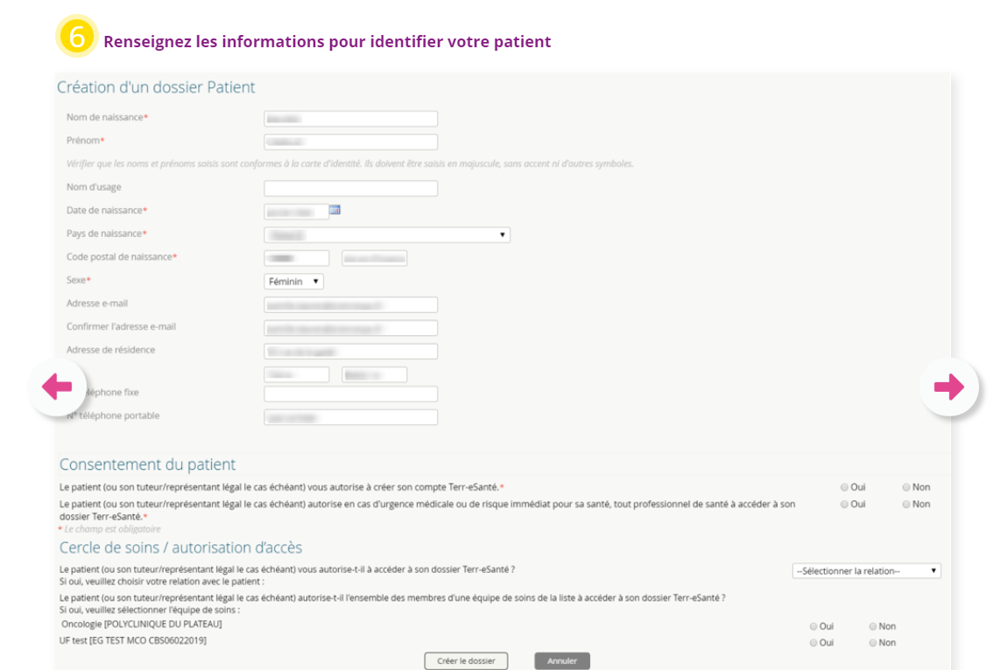 6 Renseignez les informations pour identifier votre patient
Création d'un dossier Patient
Nom de naissance*
Prénom*
Vérifier que les noms et prénoms saisis sont conformes à la carte d'identité. Ils doivent être saisis en majuscule, sans accent ni d'autres symboles.
Nom d'usage
Date de naissance*
Pays de naissance*
Code postal de naissance*
Sexe* Féminin
Adresse e-mail
Confirmer l'adresse e-mail
Adresse de résidence
éléphone fixe
N° téléphone portable
Consentement du patient
Le patient (ou son tuteur/représentant légal le cas échéant) vous autorise à créer son compte Terr-eSanté.* Oui Non
Le patient (ou son tuteur/représentant légal le cas échéant) autorise en cas d'urgence médicale ou de risque immédiat pour sa santé, tout professionnel de santé à accéder à son Oui Non
dossier Terr-eSanté.*
* Le champ est obligatoire
Cercle de soins / autorisation d'accès
Le patient (ou son tuteur/représentant légal le cas échéant) vous autorise-t-il à accéder à son dossier Terr-eSanté ? --Sélectionner la relation--
Si oui, veuillez choisir votre relation avec le patient :
Le patient (ou son tuteur/représentant légal le cas échéant) autorise-t-il l'ensemble des membres d'une équipe de soins de la liste à accéder à son dossier Terr-eSanté ?
Si oui, veuillez sélectionner l'équipe de soins :
Oncologie [POLYCLINIQUE DU PLATEAU] Oui Non
UF test [EG TEST MCO CBS06022019] Oui Non
Créer le dossier Annuler